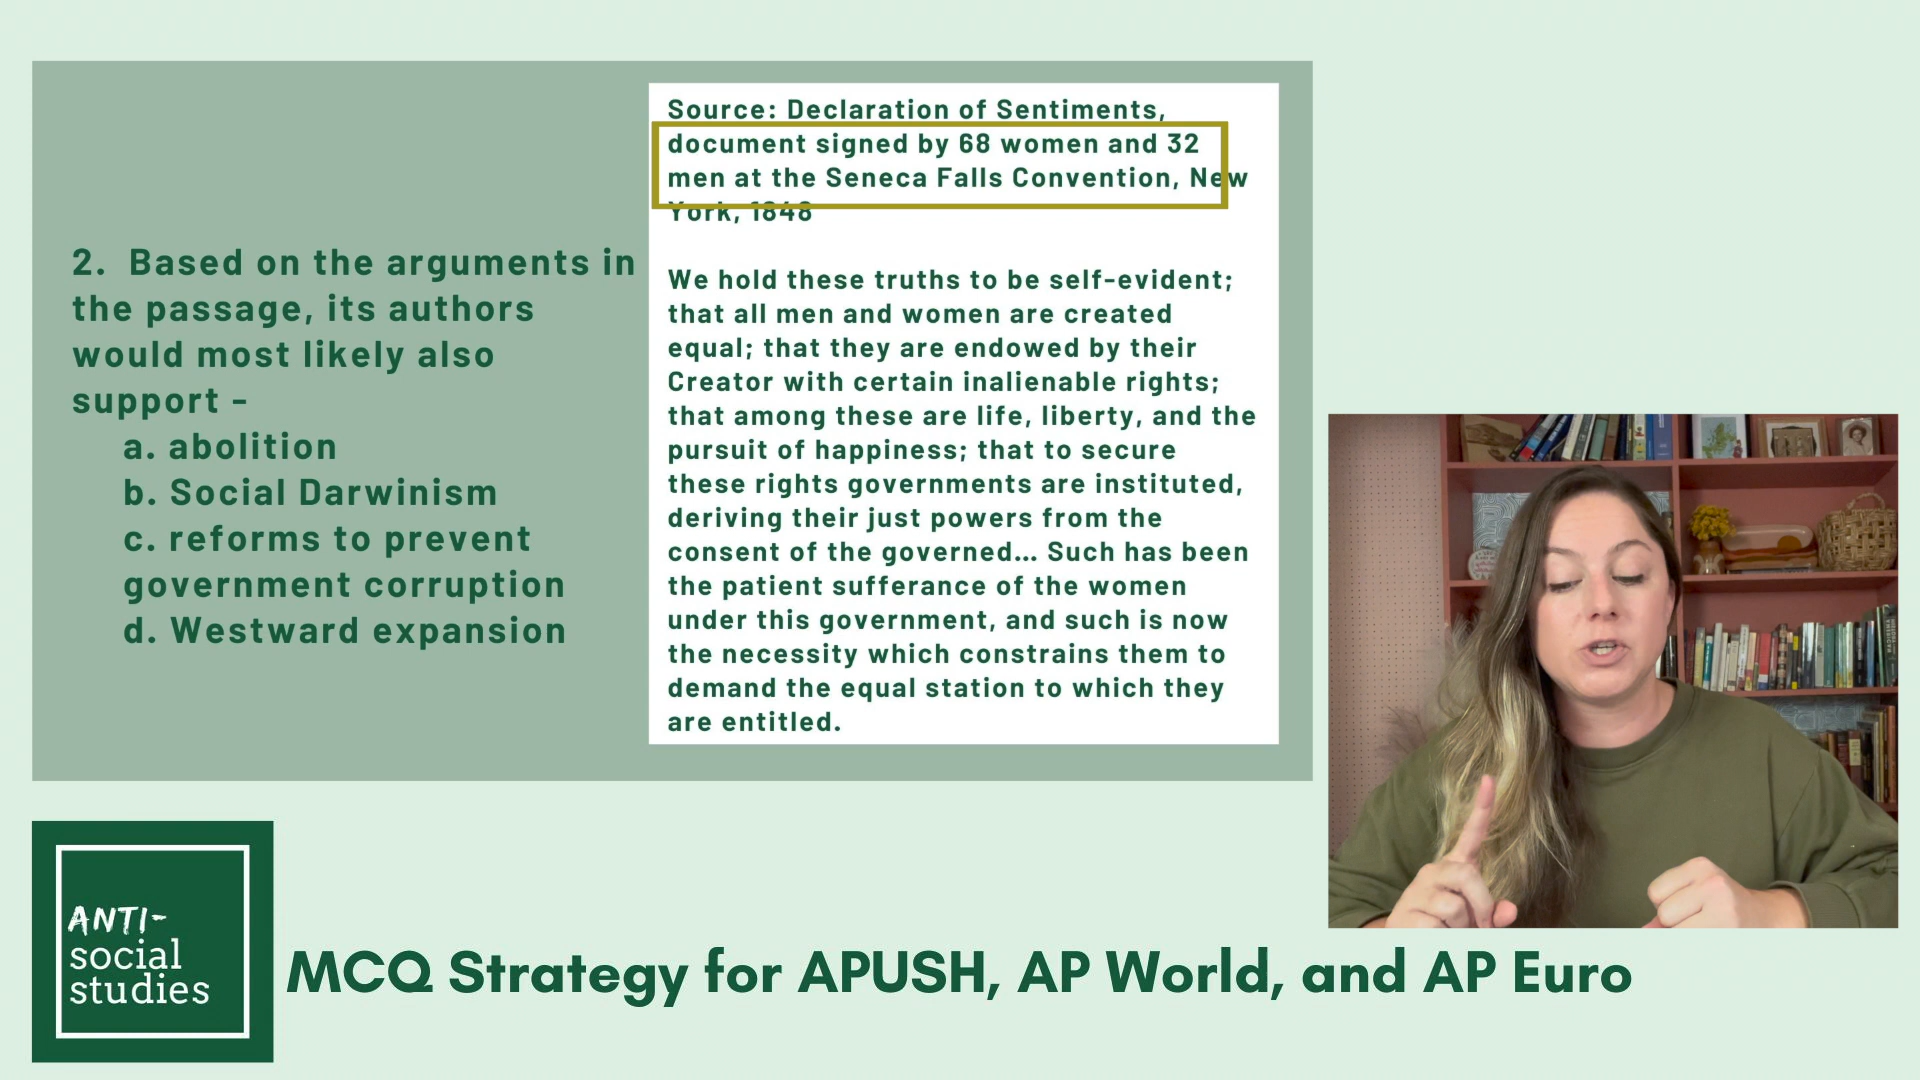 Source: Declaration of Sentiments,
document signed by 68 women and 32
men at the Seneca Falls Convention, New
York, 1848
We hold these truths to be self-evident;
that all men and women are created
equal; that they are endowed by their
Creator with certain inalienable rights;
that among these are life, liberty, and the
pursuit of happiness; that to secure
these rights governments are instituted,
deriving their just powers from the
consent of the governed... Such has been
the patient sufferance of the women
under this government, and such is now
the necessity which constrains them to
demand the equal station to which they
are entitled.
2. Based on the arguments in
the passage, its authors
would most likely also
support -
a. abolition
b. Social Darwinism
c. reforms to prevent
government corruption
d. Westward expansion
ANTI-
social
studies
MCQ Strategy for APUSH, AP World, and AP Euro